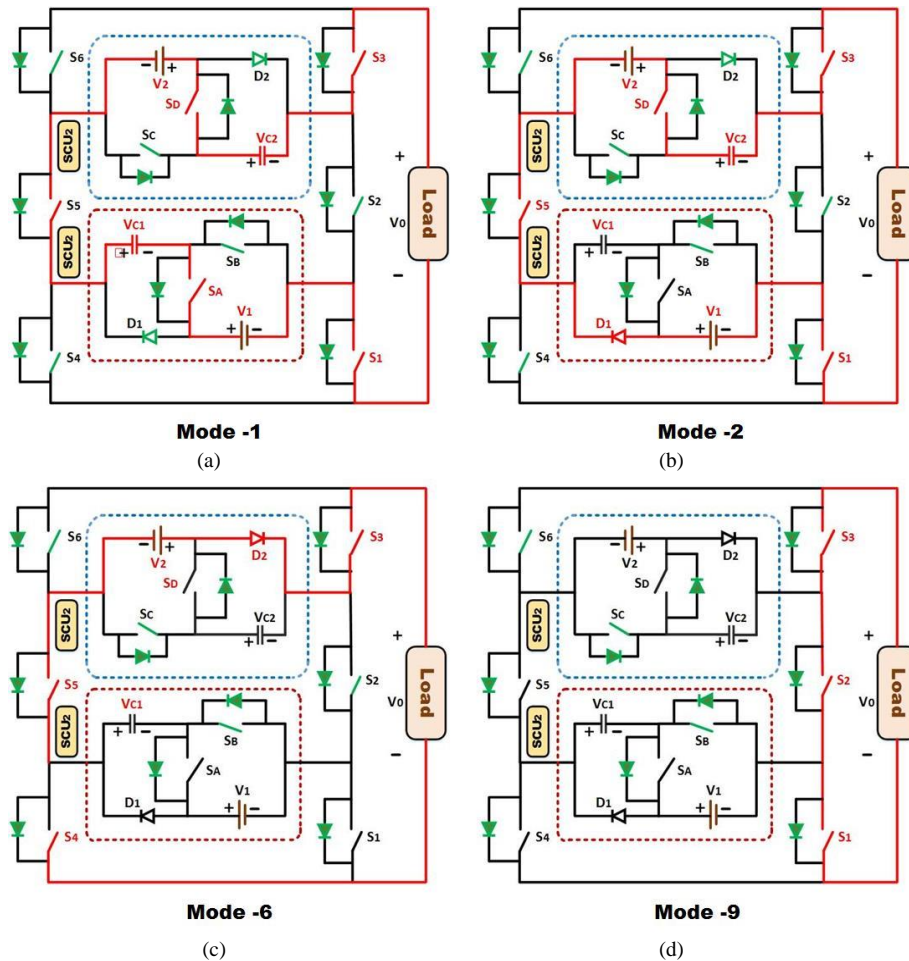 S6
V2
D2
S3
SD
SC
VC2
SCU2
S5
S2
+
V0
Load
−
SCU2
VC1
SB
SA
D1
V1
S4
S1
Mode -1
(a)
S6
V2
D2
S3
SD
SC
VC2
SCU2
S5
S2
+
V0
Load
−
SCU2
VC1
SB
SA
D1
V1
S4
S1
Mode -2
(b)
S6
V2
D2
S3
SD
SC
VC2
SCU2
S5
S2
+
V0
Load
−
SCU2
VC1
SB
SA
D1
V1
S4
S1
Mode -6
(c)
S6
V2
D2
S3
SD
SC
VC2
SCU2
S5
S2
+
V0
Load
−
SCU2
VC1
SB
SA
D1
V1
S4
S1
Mode -9
(d)